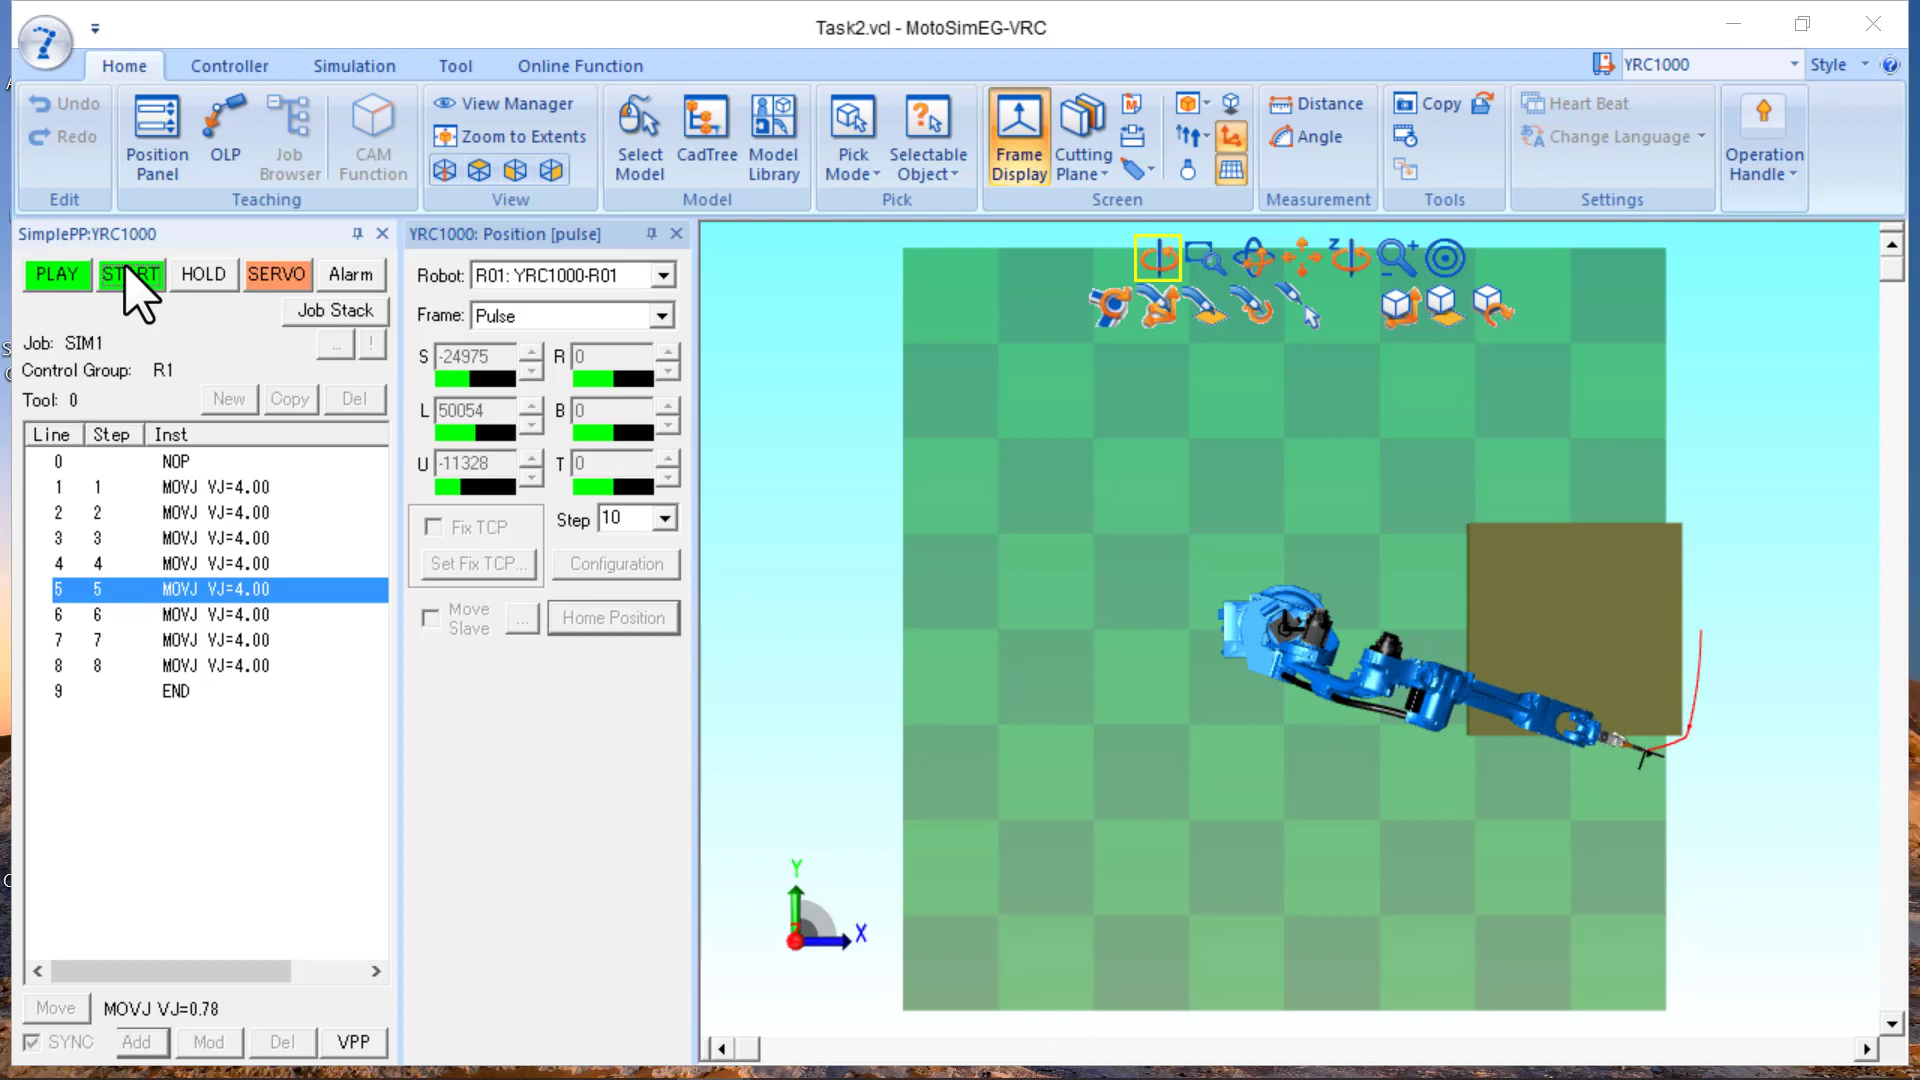 Task2.vcl - MotoSimEG-VRC
Home Controller Simulation Tool Online Function
YRC1000 Style
Undo
Redo
Edit
Position Panel
OLP
Job Browser
CAM Function
Teaching
View Manager
Zoom to Extents
View
Select Model
CadTree
Model Library
Model
Pick Mode
Selectable Object
Pick
Frame Display
Cutting Plane
Screen
Distance
Angle
Measurement
Copy
Tools
Heart Beat
Change Language
Settings
Operation Handle
SimplePP:YRC1000
PLAY START HOLD SERVO Alarm
Job Stack
Job: SIM1
... !
Control Group: R1
Tool: 0
New Copy Del
Line Step Inst
0 NOP
1 1 MOVJ VJ=4.00
2 2 MOVJ VJ=4.00
3 3 MOVJ VJ=4.00
4 4 MOVJ VJ=4.00
5 5 MOVJ VJ=4.00
6 6 MOVJ VJ=4.00
7 7 MOVJ VJ=4.00
8 8 MOVJ VJ=4.00
9 END
Move MOVJ VJ=0.78
SYNC Add Mod Del VPP
YRC1000: Position [pulse]
Robot: R01: YRC1000-R01
Frame: Pulse
S -24975 R 0
L 50054 B 0
U -11328 T 0
Fix TCP
Step 10
Set Fix TCP...
Configuration
Move Slave
...
Home Position
Z
Y
X